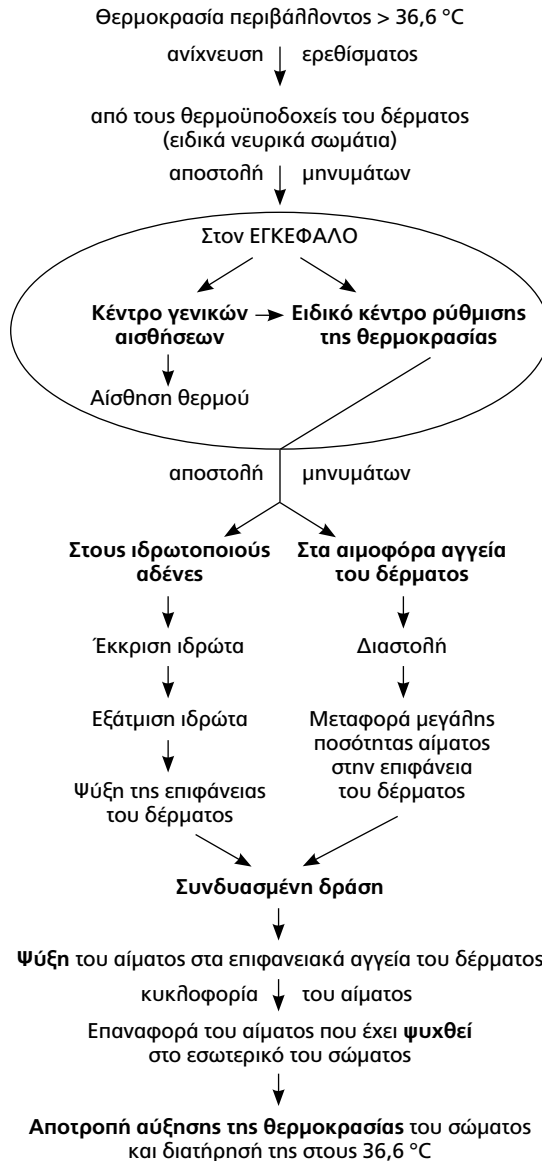 Θερμοκρασία περιβάλλοντος > 36,6 °C
ανίχνευση ερεθίσματος
από τους θερμοϋποδοχείς του δέρματος
(ειδικά νευρικά σωμάτια)
αποστολή μηνυμάτων
Στον ΕΓΚΕΦΑΛΟ
Κέντρο γενικών
αισθήσεων
Ειδικό κέντρο ρύθμισης
της θερμοκρασίας
Αίσθηση θερμού
αποστολή μηνυμάτων
Στους ιδρωτοποιούς
αδένες
Στα αιμοφόρα αγγεία
του δέρματος
Έκκριση ιδρώτα
Διαστολή
Εξάτμιση ιδρώτα
Μεταφορά μεγάλης
ποσότητας αίματος
στην επιφάνεια
του δέρματος
Ψύξη της επιφάνειας
του δέρματος
Συνδυασμένη δράση
Ψύξη του αίματος στα επιφανειακά αγγεία του δέρματος
κυκλοφορία του αίματος
Επαναφορά του αίματος που έχει ψυχθεί
στο εσωτερικό του σώματος
Αποτροπή αύξησης της θερμοκρασίας του σώματος
και διατήρησή της στους 36,6 °C